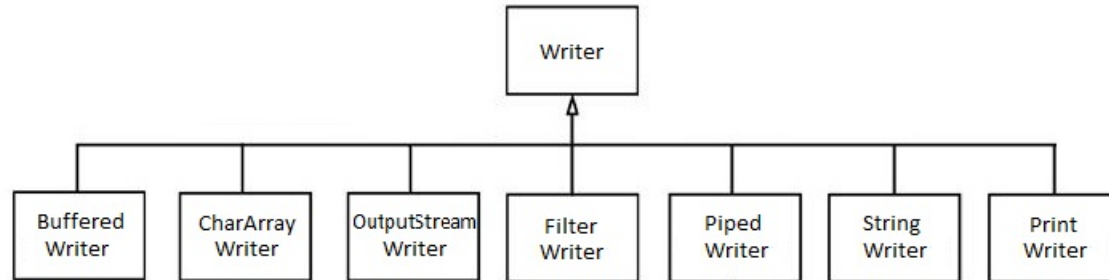 Writer
Buffered
Writer
CharArray
Writer
OutputStream
Writer
Filter
Writer
Piped
Writer
String
Writer
Print
Writer